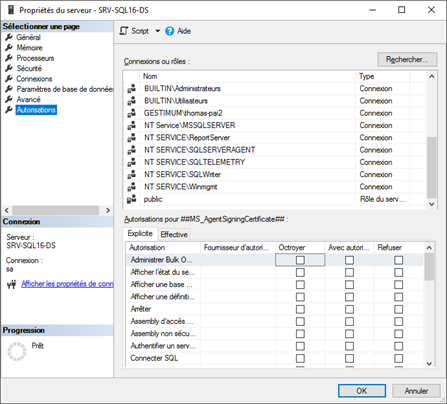 Propriétés du serveur - SRV-SQL16-DS
Sélectionner une page
Général
Mémoire
Processeurs
Sécurité
Connexions
Paramètres de base de donnée
Avancé
Autorisations
Connexion
Serveur :
SRV-SQL16-DS
Connexion :
sa
Afficher les propriétés de conn
Progression
Prêt
Script
Aide
Connexions ou rôles :
Rechercher...
Nom Type
BUILTIN\Administrateurs Connexion
BUILTIN\Utilisateurs Connexion
GESTIMUM\thomas-pai2 Connexion
NT Service\MSSQLSERVER Connexion
NT SERVICE\ReportServer Connexion
NT SERVICE\SQLSERVERAGENT Connexion
NT SERVICE\SQLTELEMETRY Connexion
NT SERVICE\SQLWriter Connexion
NT SERVICE\Winmgmt Connexion
public Rôle du serv...
Autorisations pour ##MS_AgentSigningCertificate## :
Explicite Effective
Autorisation Fournisseur d'autori... Octroyer Avec autori... Refuser
Administrer Bulk O...
Afficher l'état du se...
Afficher une base ...
Afficher une définiti...
Arrêter
Assembly d'accès ...
Assembly non sécu...
Authentifier un serv...
Connecter SQL
OK Annuler